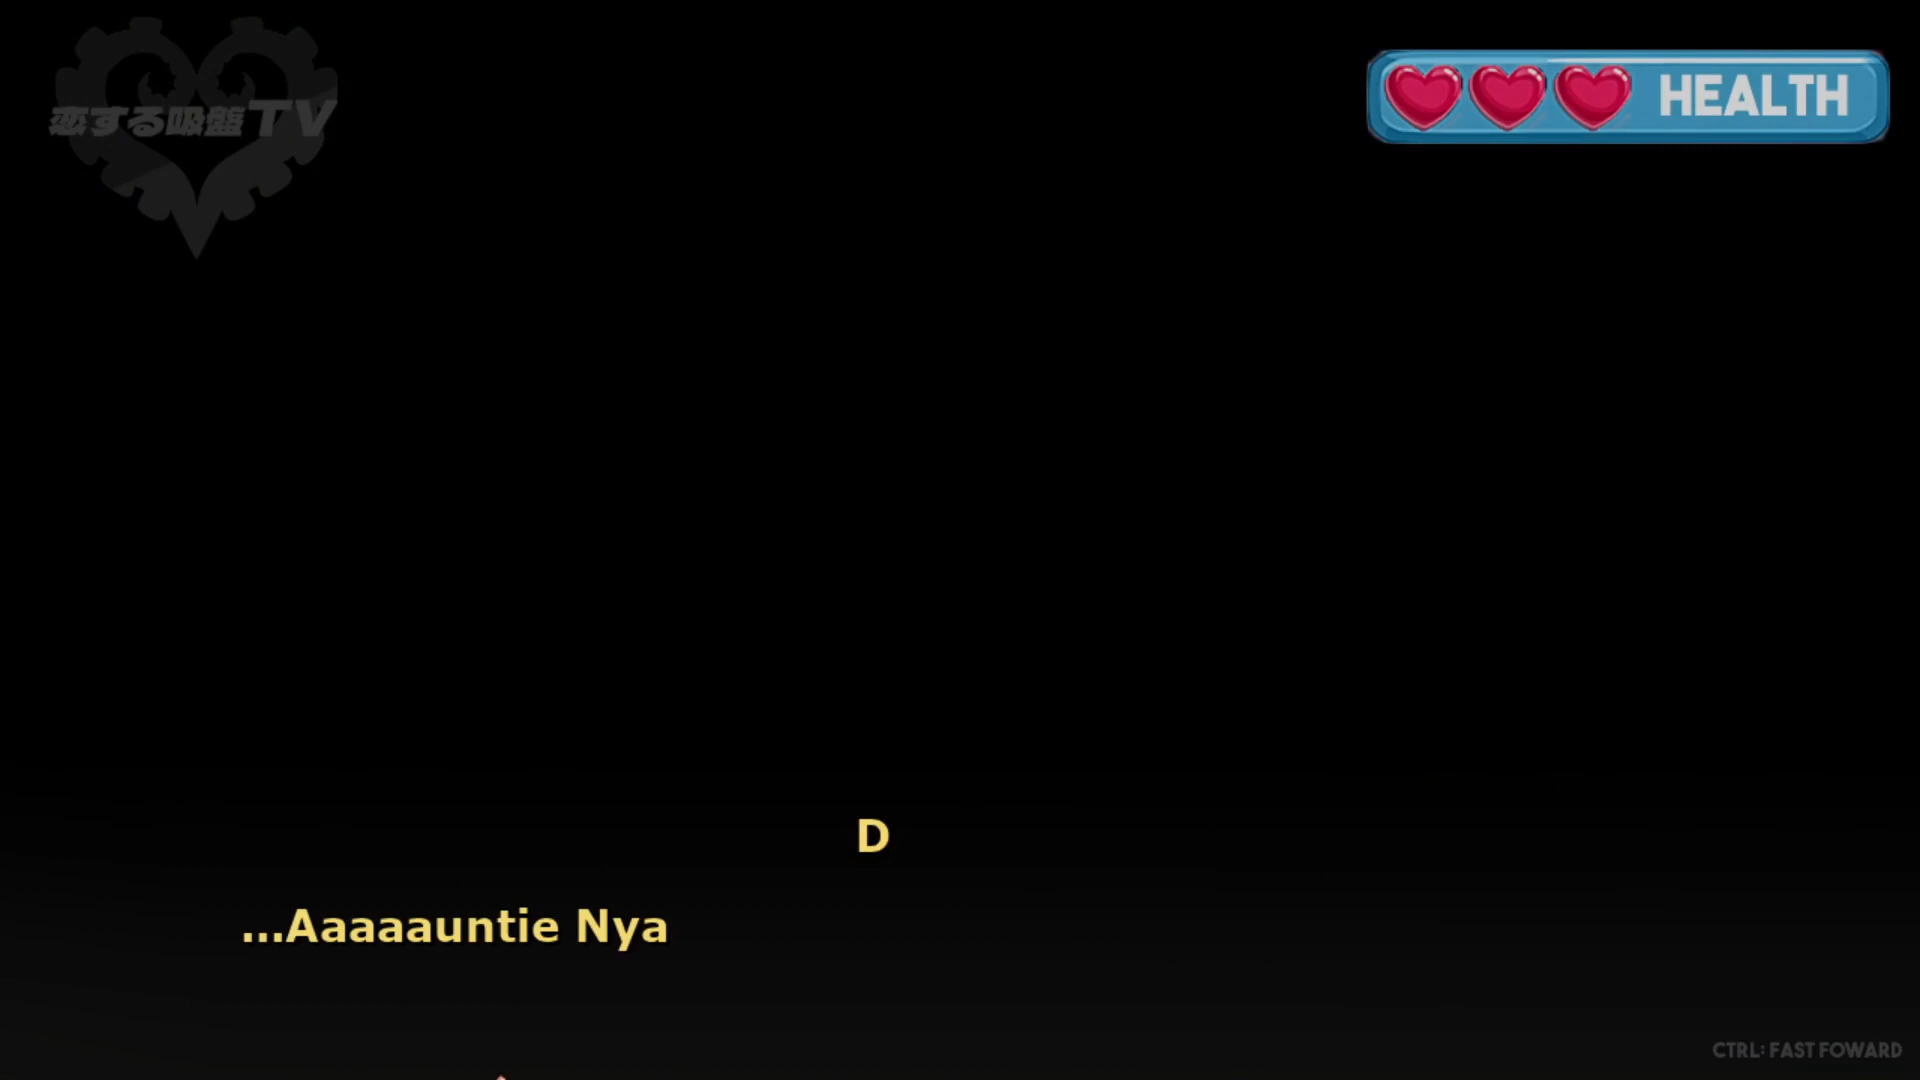 恋する吸盤TV
HEALTH
D
...Aaaaauntie Nya
CTRL: FAST FOWARD